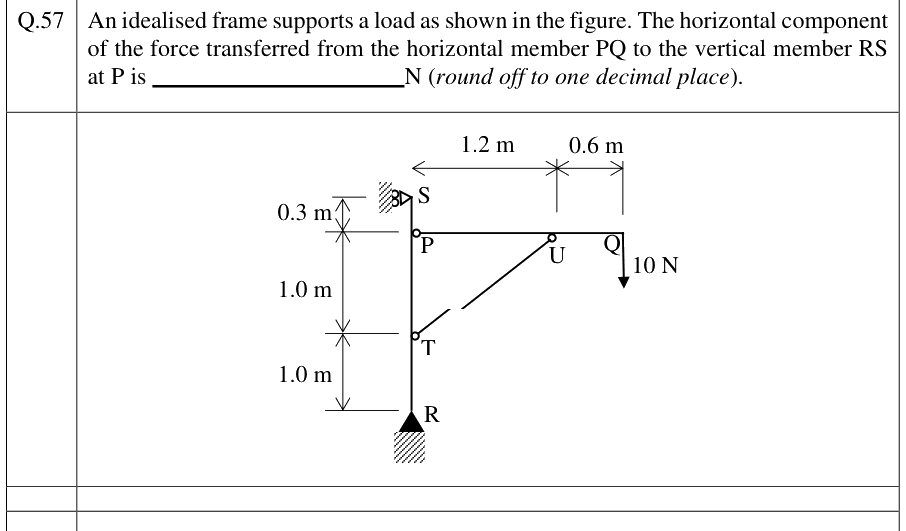 Q.57 An idealised frame supports a load as shown in the figure. The horizontal component
of the force transferred from the horizontal member PQ to the vertical member RS
at P is ______________________N (round off to one decimal place).
1.2 m 0.6 m
S
0.3 m
P U Q
10 N
1.0 m
T
1.0 m
R